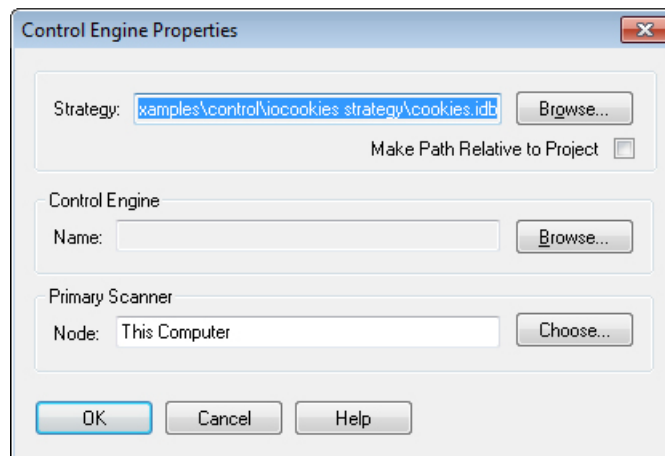 Control Engine Properties
Strategy: xamples\control\iocookies strategy\cookies.idb Browse...
Make Path Relative to Project
Control Engine
Name: Browse...
Primary Scanner
Node: This Computer Choose...
OK Cancel Help